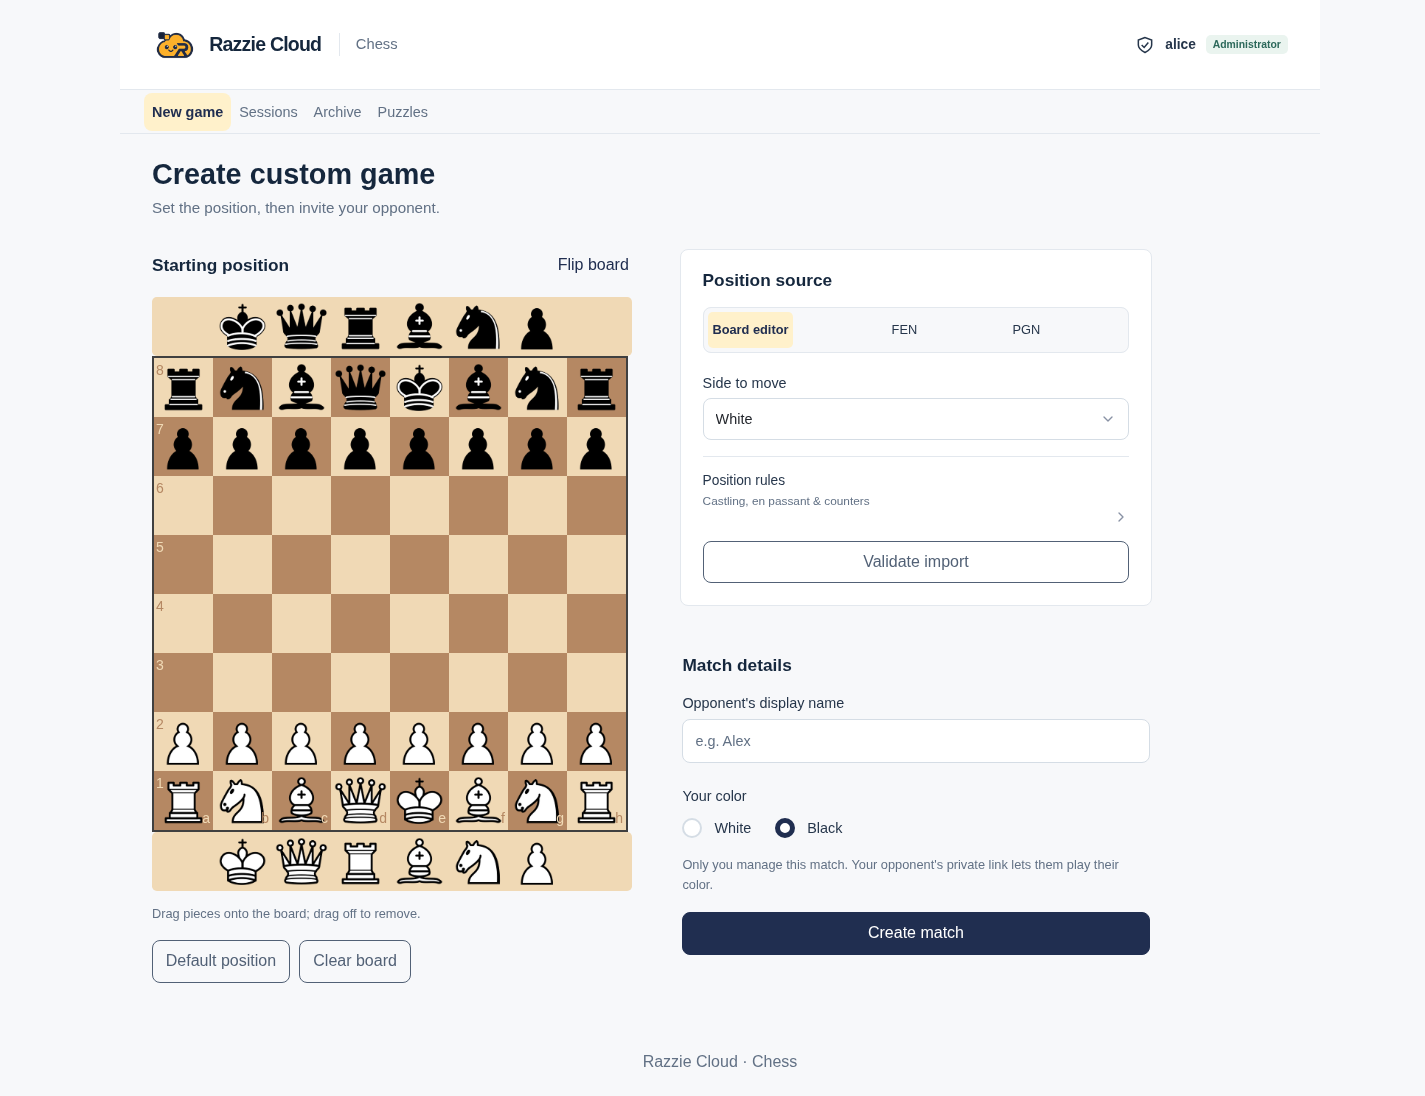 Razzie Cloud
Chess
alice
Administrator
New game
Sessions
Archive
Puzzles
Create custom game
Set the position, then invite your opponent.
Starting position
Flip board
8
7
6
5
4
3
2
1
a
b
c
d
e
f
g
h
Drag pieces onto the board; drag off to remove.
Default position
Clear board
Position source
Board editor
FEN
PGN
Side to move
White
Position rules
Castling, en passant & counters
Validate import
Match details
Opponent's display name
e.g. Alex
Your color
White
Black
Only you manage this match. Your opponent's private link lets them play their
color.
Create match
Razzie Cloud · Chess